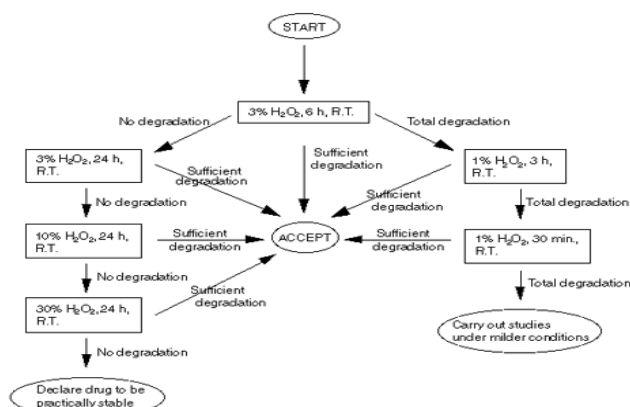 START
3% H₂O₂, 6 h, R.T.
No degradation
Total degradation
3% H₂O₂, 24 h,
R.T.
Sufficient
degradation
Sufficient
degradation
Sufficient
degradation
1% H₂O₂, 3 h,
R.T.
No degradation
Total degradation
10% H₂O₂, 24 h,
R.T.
Sufficient
degradation
ACCEPT
Sufficient
degradation
1% H₂O₂, 30 min.,
R.T.
No degradation
Total degradation
30% H₂O₂, 24 h,
R.T.
Sufficient
degradation
Carry out studies
under milder conditions
No degradation
Declare drug to be
practically stable